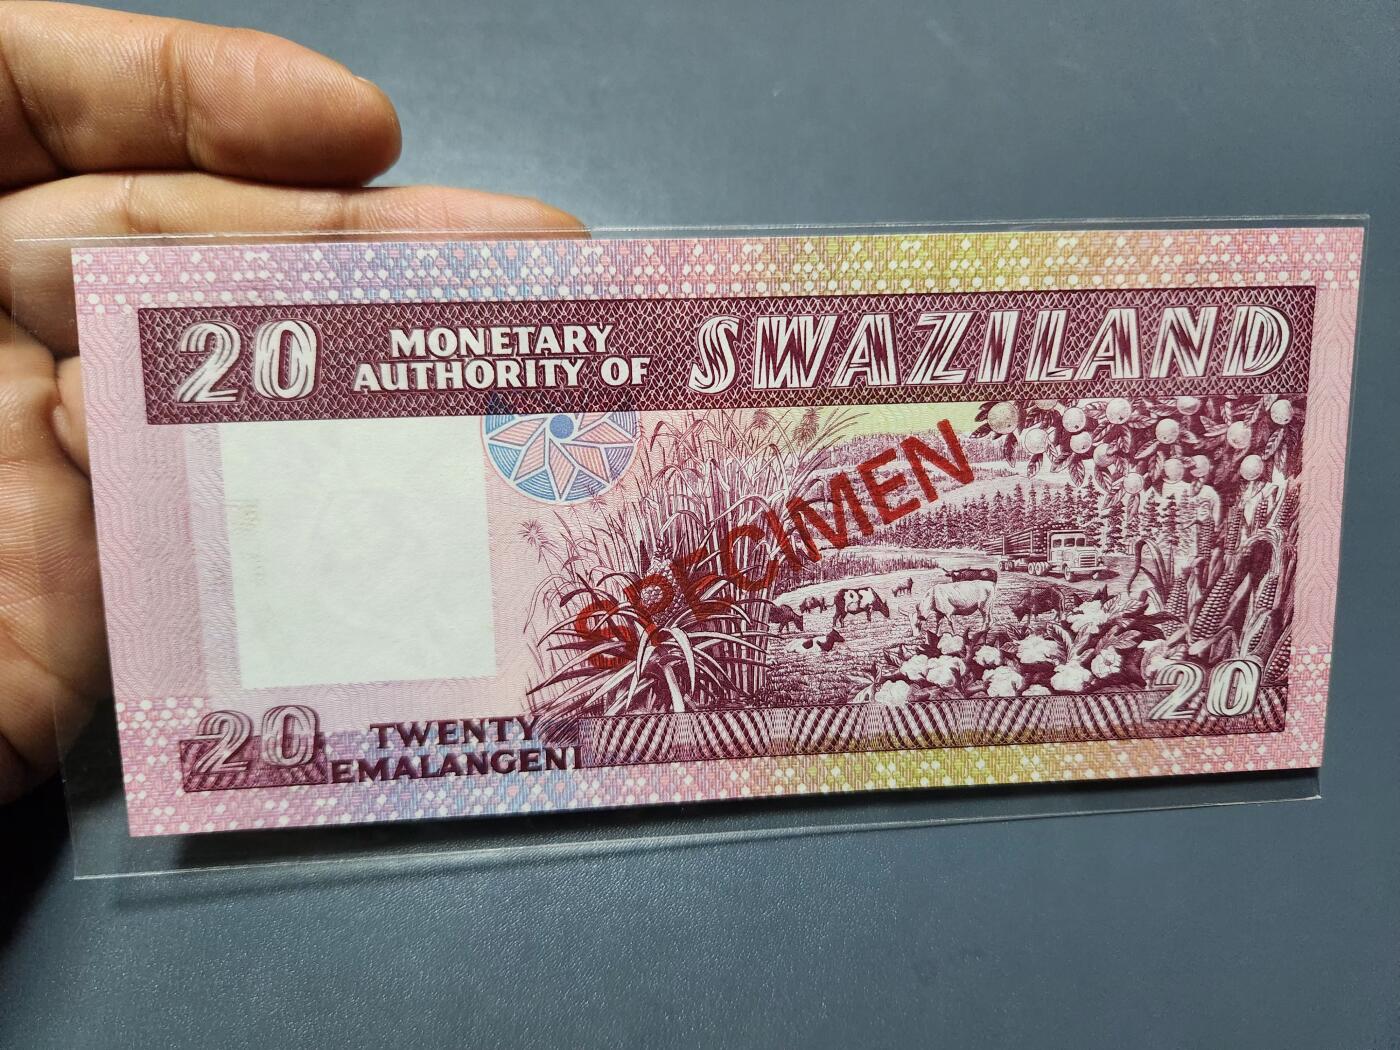 20 MONETARY AUTHORITY OF SWAZILAND
SPECIMEN
20
20 TWENTY EMALANGENI